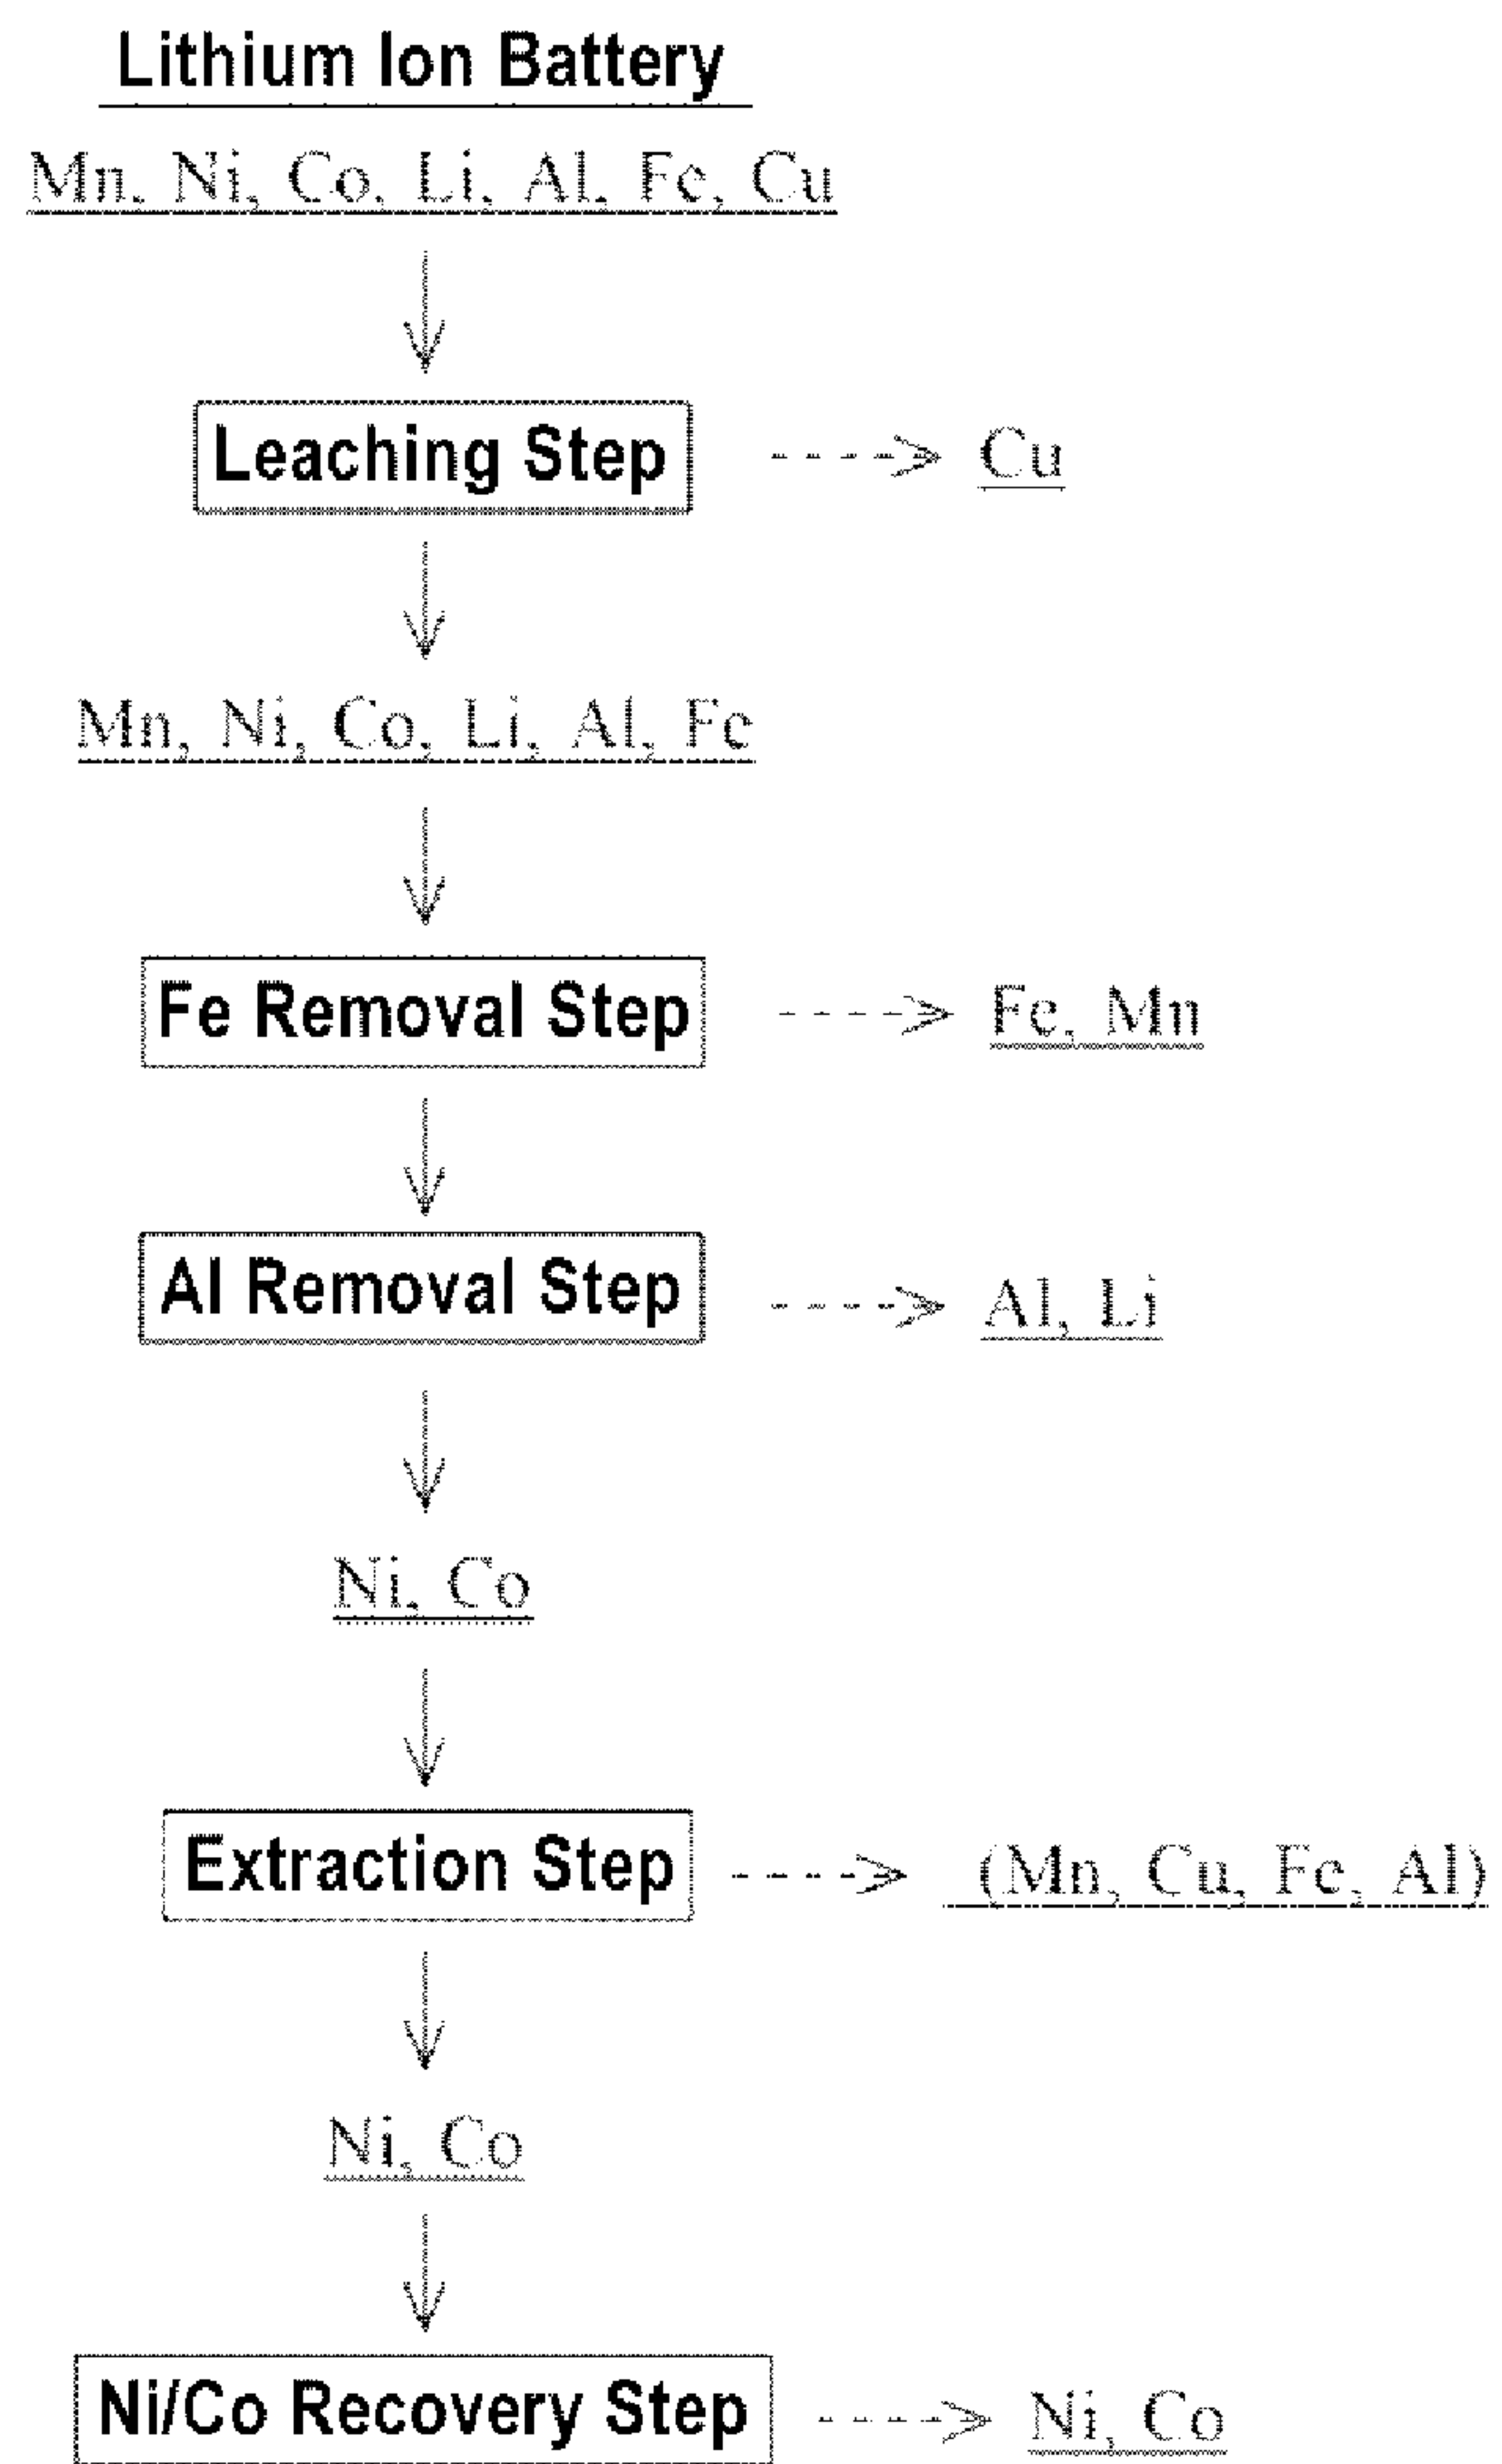 Lithium Ion Battery
Mn, Ni, Co, Li, Al, Fe, Cu
Leaching Step
Cu
Mn, Ni, Co, Li, Al, Fe
Fe Removal Step
Fe, Mn
Al Removal Step
Al, Li
Ni, Co
Extraction Step
(Mn, Cu, Fe, Al)
Ni, Co
Ni/Co Recovery Step
Ni, Co